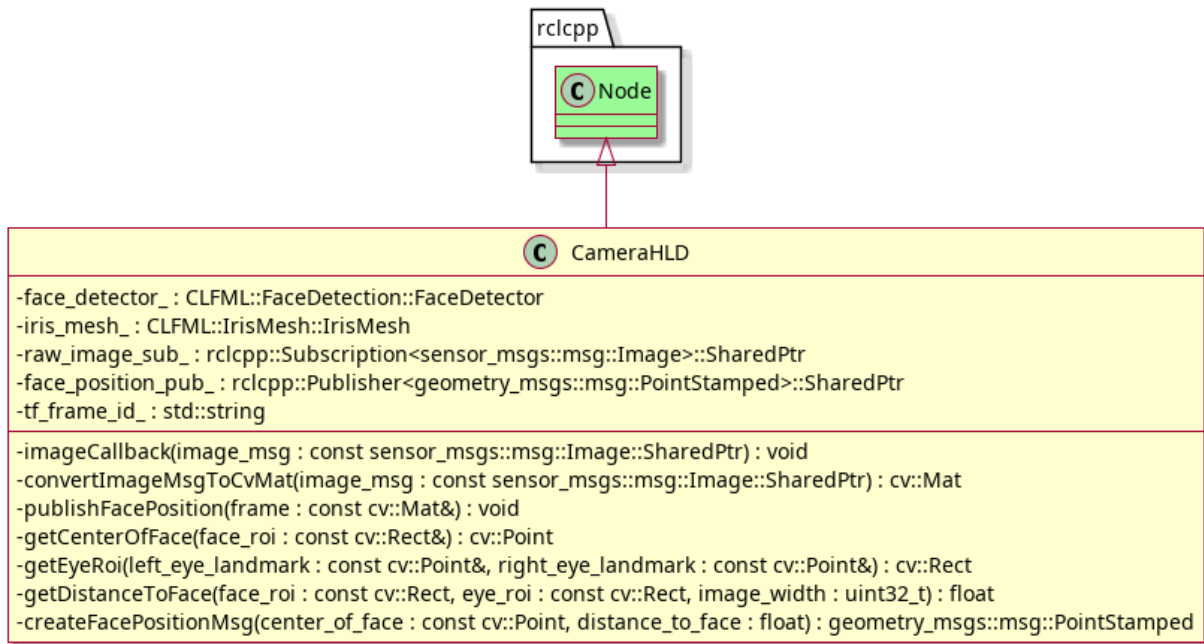 rclcpp
C Node
C CameraHLD
-face_detector_ : CLFML::FaceDetection::FaceDetector
-iris_mesh_ : CLFML::IrisMesh::IrisMesh
-raw_image_sub_ : rclcpp::Subscription<sensor_msgs::msg::Image>::SharedPtr
-face_position_pub_ : rclcpp::Publisher<geometry_msgs::msg::PointStamped>::SharedPtr
-tf_frame_id_ : std::string
-imageCallback(image_msg : const sensor_msgs::msg::Image::SharedPtr) : void
-convertImageMsgToCvMat(image_msg : const sensor_msgs::msg::Image::SharedPtr) : cv::Mat
-publishFacePosition(frame : const cv::Mat&) : void
-getCenterOfFace(face_roi : const cv::Rect&) : cv::Point
-getEyeRoi(left_eye_landmark : const cv::Point&, right_eye_landmark : const cv::Point&) : cv::Rect
-getDistanceToFace(face_roi : const cv::Rect, eye_roi : const cv::Rect, image_width : uint32_t) : float
-createFacePositionMsg(center_of_face : const cv::Point, distance_to_face : float) : geometry_msgs::msg::PointStamped